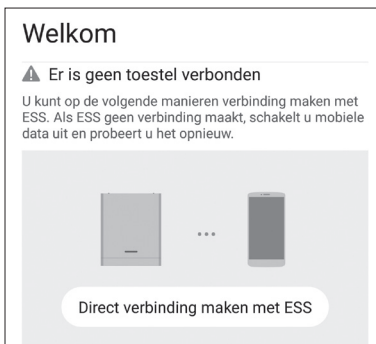 Welkom
Er is geen toestel verbonden
U kunt op de volgende manieren verbinding maken met
ESS. Als ESS geen verbinding maakt, schakelt u mobiele
data uit en probeert u het opnieuw.
Direct verbinding maken met ESS